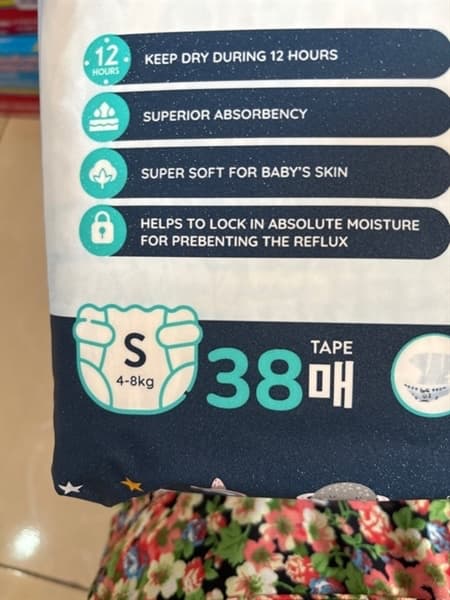 12
HOURS
KEEP DRY DURING 12 HOURS
SUPERIOR ABSORBENCY
SUPER SOFT FOR BABY'S SKIN
HELPS TO LOCK IN ABSOLUTE MOISTURE
FOR PREBENTING THE REFLUX
S
4-8kg
38매
TAPE